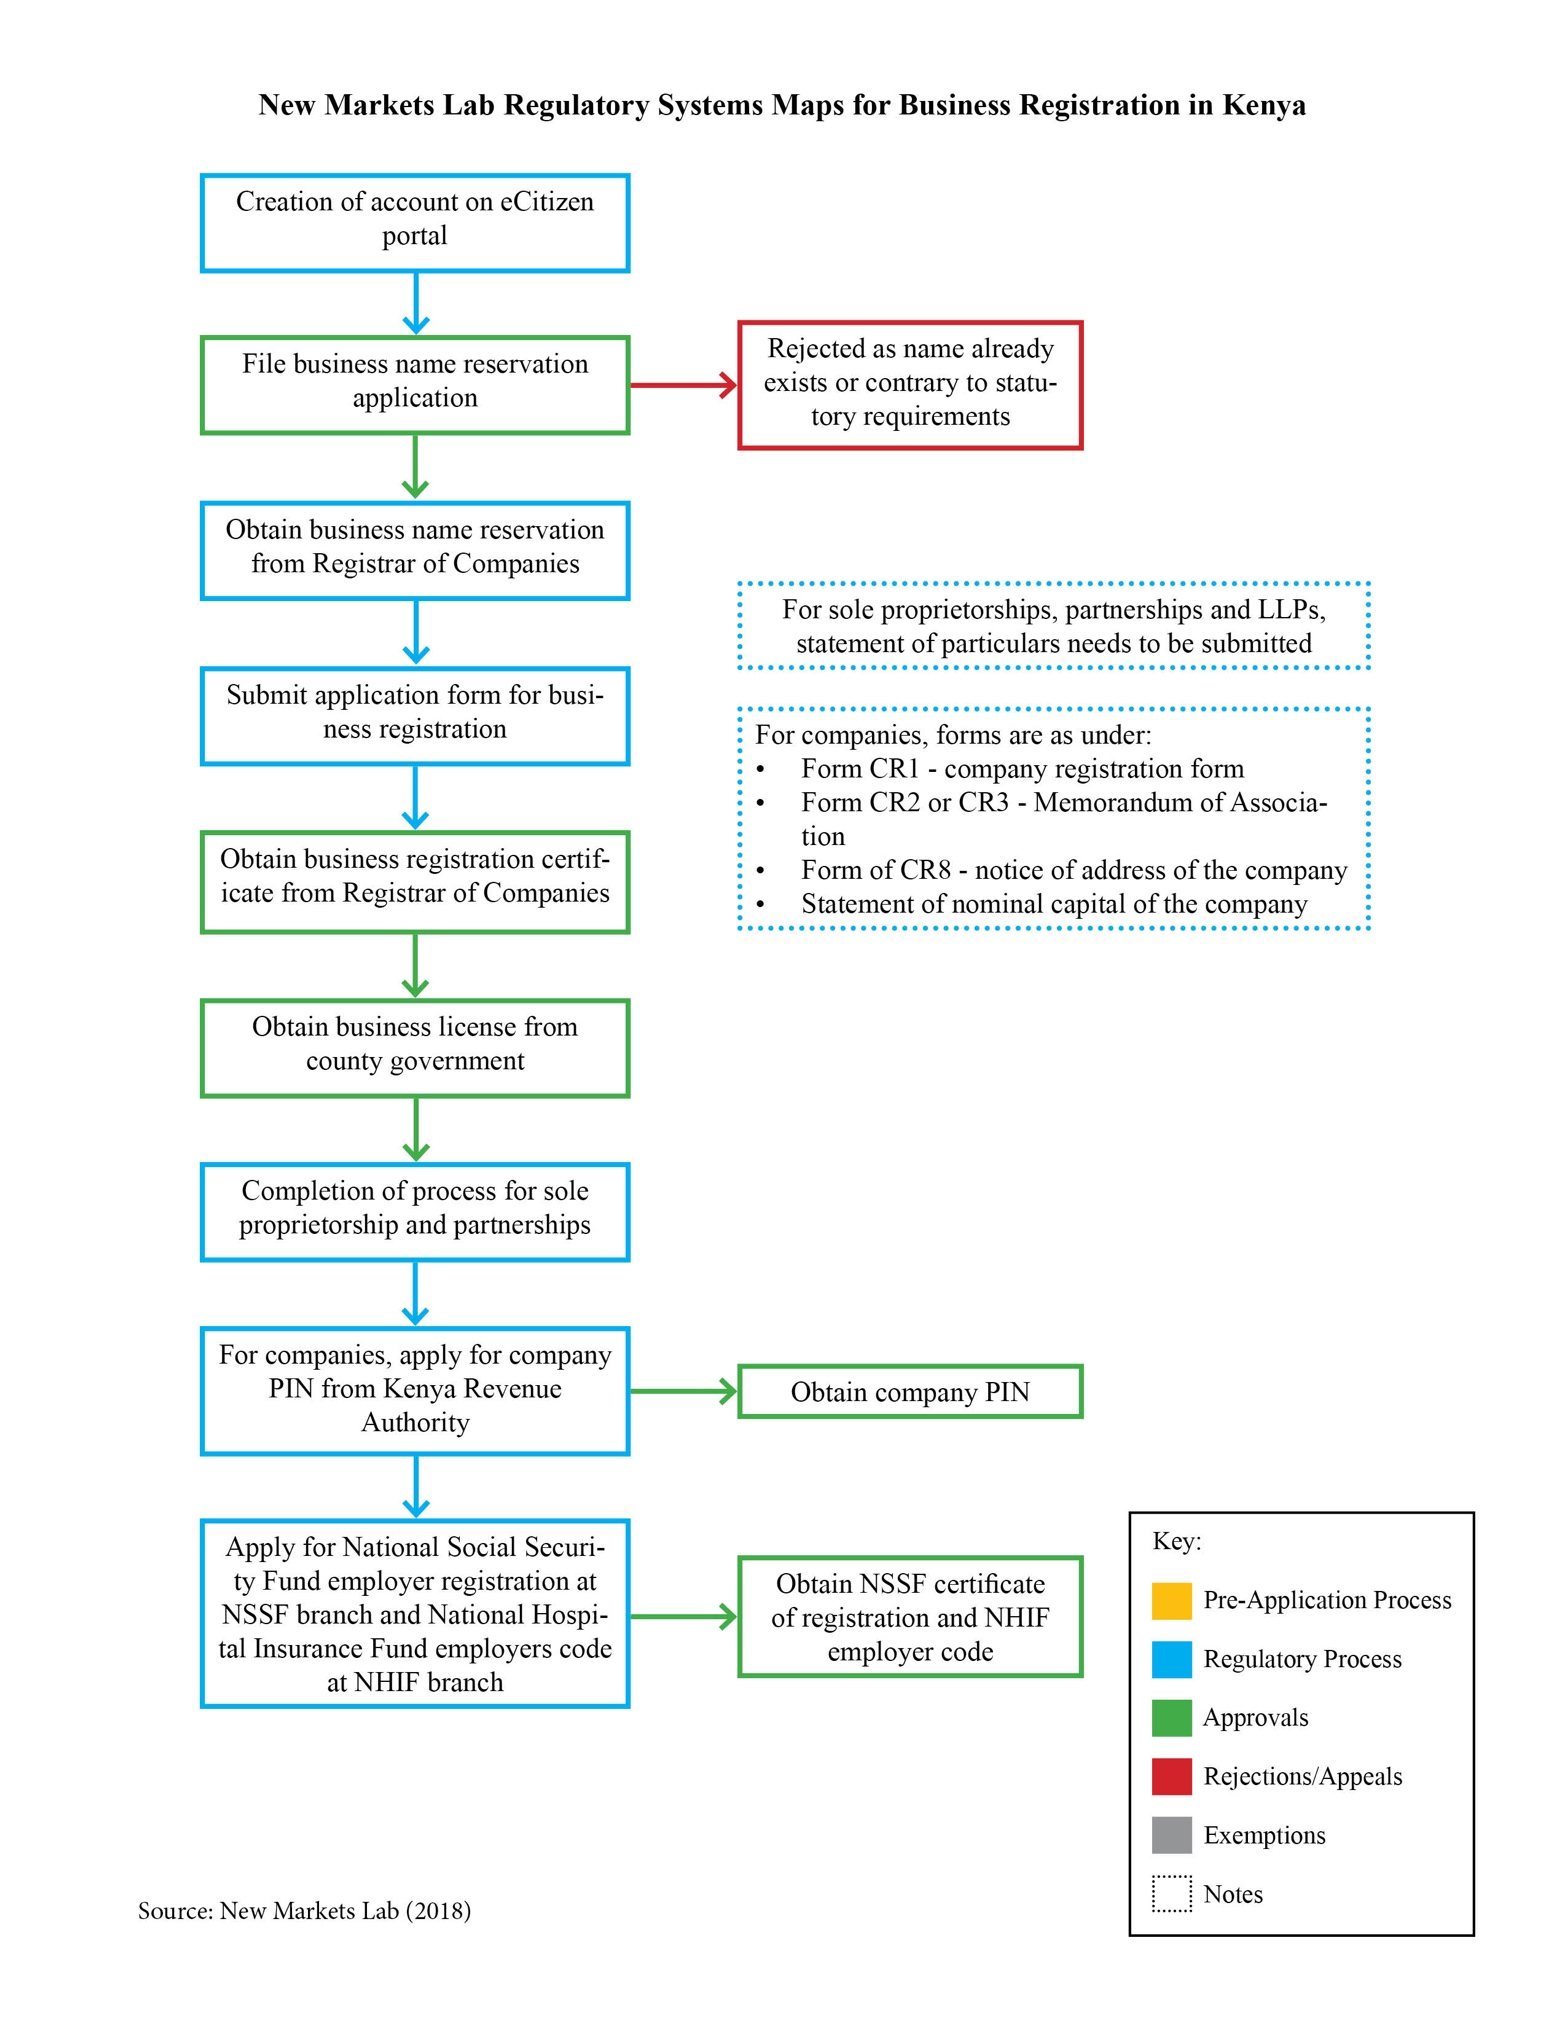 New Markets Lab Regulatory Systems Maps for Business Registration in Kenya
Creation of account on eCitizen
portal
File business name reservation
application
Rejected as name already
exists or contrary to statu-
tory requirements
Obtain business name reservation
from Registrar of Companies
For sole proprietorships, partnerships and LLPs,
statement of particulars needs to be submitted
Submit application form for busi-
ness registration
For companies, forms are as under:
• Form CR1 - company registration form
• Form CR2 or CR3 - Memorandum of Associa-
tion
• Form of CR8 - notice of address of the company
• Statement of nominal capital of the company
Obtain business registration certif-
icate from Registrar of Companies
Obtain business license from
county government
Completion of process for sole
proprietorship and partnerships
For companies, apply for company
PIN from Kenya Revenue
Authority
Obtain company PIN
Apply for National Social Securi-
ty Fund employer registration at
NSSF branch and National Hospi-
tal Insurance Fund employers code
at NHIF branch
Obtain NSSF certificate
of registration and NHIF
employer code
Key:
Pre-Application Process
Regulatory Process
Approvals
Rejections/Appeals
Exemptions
Notes
Source: New Markets Lab (2018)